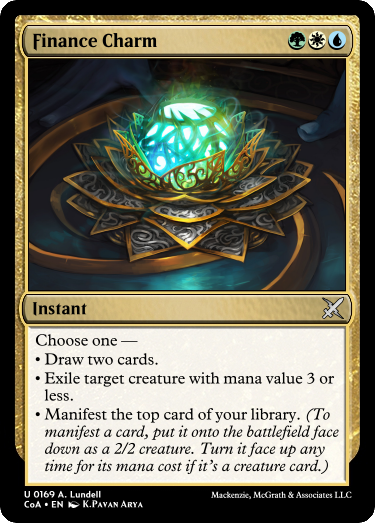 Finance Charm
Instant
Choose one —
• Draw two cards.
• Exile target creature with mana value 3 or
less.
• Manifest the top card of your library. (To
manifest a card, put it onto the battlefield face
down as a 2/2 creature. Turn it face up any
time for its mana cost if it's a creature card.)
U 0169 A. Lundell
CoA • EN K. Pavan Arya
Mackenzie, McGrath & Associates LLC